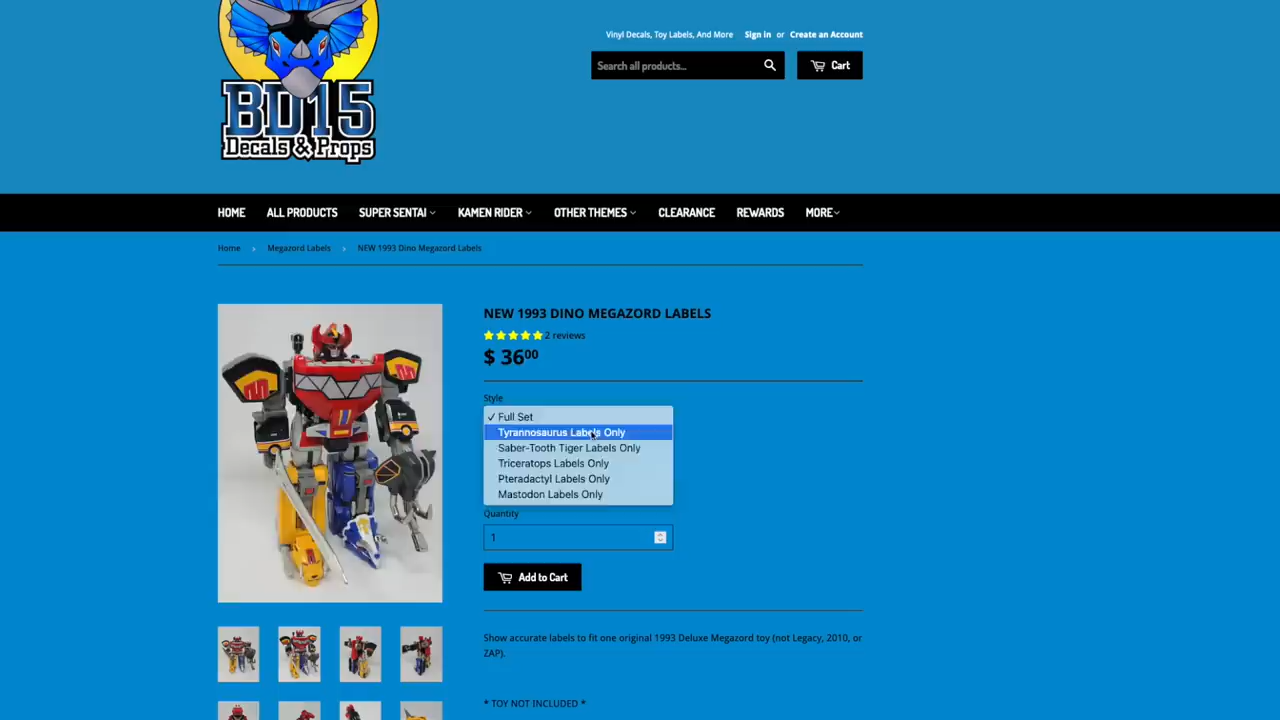 BD15
Decals & Props
Vinyl Decals, Toy Labels, And More Sign in or Create an Account
Search all products...
Cart
HOME ALL PRODUCTS SUPER SENTAI KAMEN RIDER OTHER THEMES CLEARANCE REWARDS MORE
Home › Megazord Labels › NEW 1993 Dino Megazord Labels
NEW 1993 DINO MEGAZORD LABELS
2 reviews
$ 36⁰⁰
Style
✓ Full Set
Tyrannosaurus Labels Only
Saber-Tooth Tiger Labels Only
Triceratops Labels Only
Pteradactyl Labels Only
Mastodon Labels Only
Quantity
1
Add to Cart
Show accurate labels to fit one original 1993 Deluxe Megazord toy (not Legacy, 2010, or
ZAP).
* TOY NOT INCLUDED *